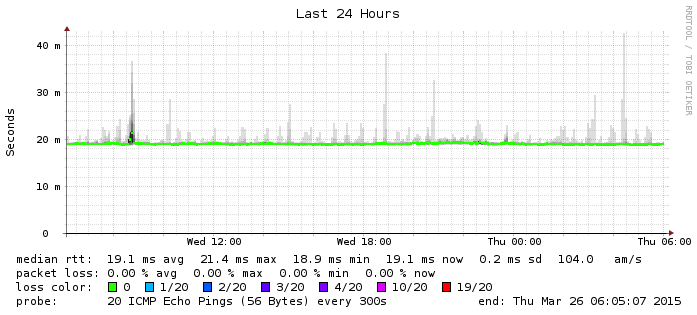 Last 24 Hours
RRDTOOL / TOBI OETIKER
Seconds
40 m
30 m
20 m
10 m
0
Wed 12:00 Wed 18:00 Thu 00:00 Thu 06:00
median rtt: 19.1 ms avg 21.4 ms max 18.9 ms min 19.1 ms now 0.2 ms sd 104.0 am/s
packet loss: 0.00 % avg 0.00 % max 0.00 % min 0.00 % now
loss color: 0 1/20 2/20 3/20 4/20 10/20 19/20
probe: 20 ICMP Echo Pings (56 Bytes) every 300s end: Thu Mar 26 06:05:07 2015